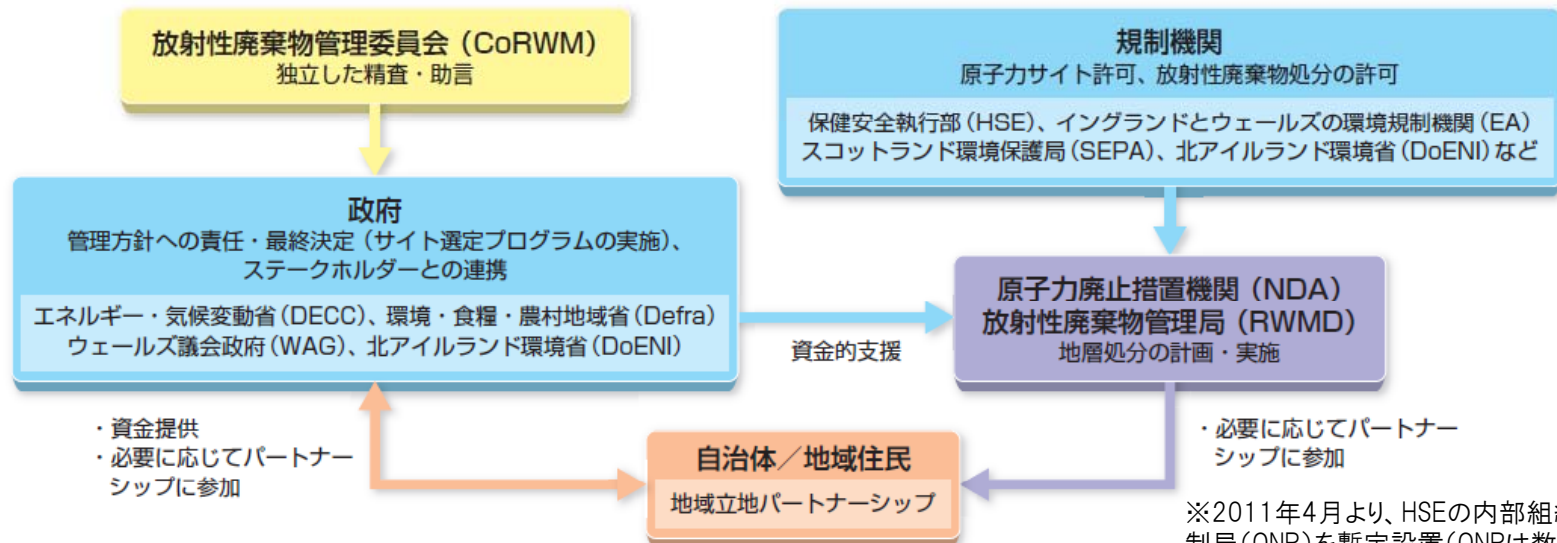 放射性廃棄物管理委員会（CoRWM）
独立した精査・助言
規制機関
原子力サイト許可、放射性廃棄物処分の許可
保健安全執行部（HSE）、イングランドとウェールズの環境規制機関（EA）
スコットランド環境保護局（SEPA）、北アイルランド環境省（DoENI）など
政府
管理方針への責任・最終決定（サイト選定プログラムの実施）、
ステークホルダーとの連携
エネルギー・気候変動省（DECC）、環境・食糧・農村地域省（Defra）
ウェールズ議会政府（WAG）、北アイルランド環境省（DoENI）
資金的支援
原子力廃止措置機関（NDA）
放射性廃棄物管理局（RWMD）
地層処分の計画・実施
・資金提供
・必要に応じてパートナー
シップに参加
自治体／地域住民
地域立地パートナーシップ
・必要に応じてパートナー
シップに参加
※2011年4月より、HSEの内部組